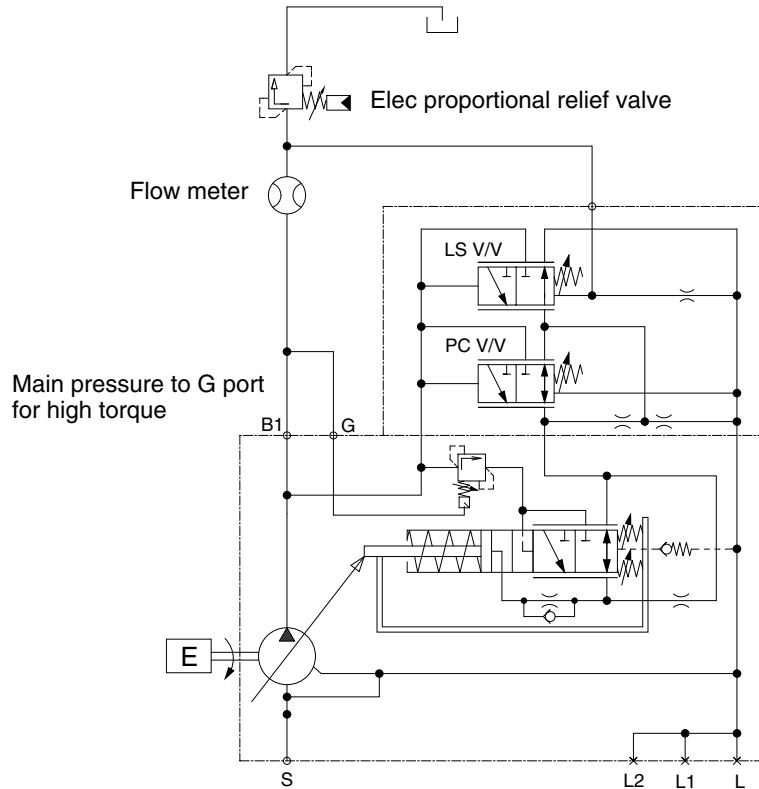 Elec proportional relief valve
Flow meter
LS V/V
PC V/V
Main pressure to G port
for high torque
B1
G
E
S
L2
L1
L